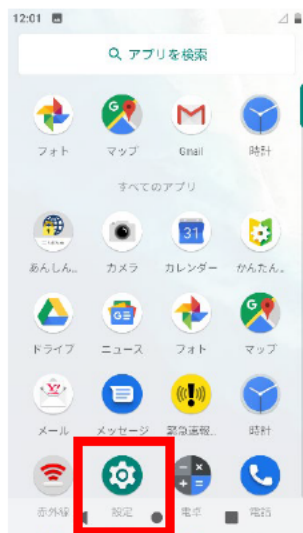 12:01
アプリを検索
フォト マップ Gmail 時計
すべてのアプリ
31
あんしん… カメラ カレンダー かんたん…
ドライブ ニュース フォト マップ
メール メッセージ 緊急速報… 時計
赤外線 設定 電卓 電話